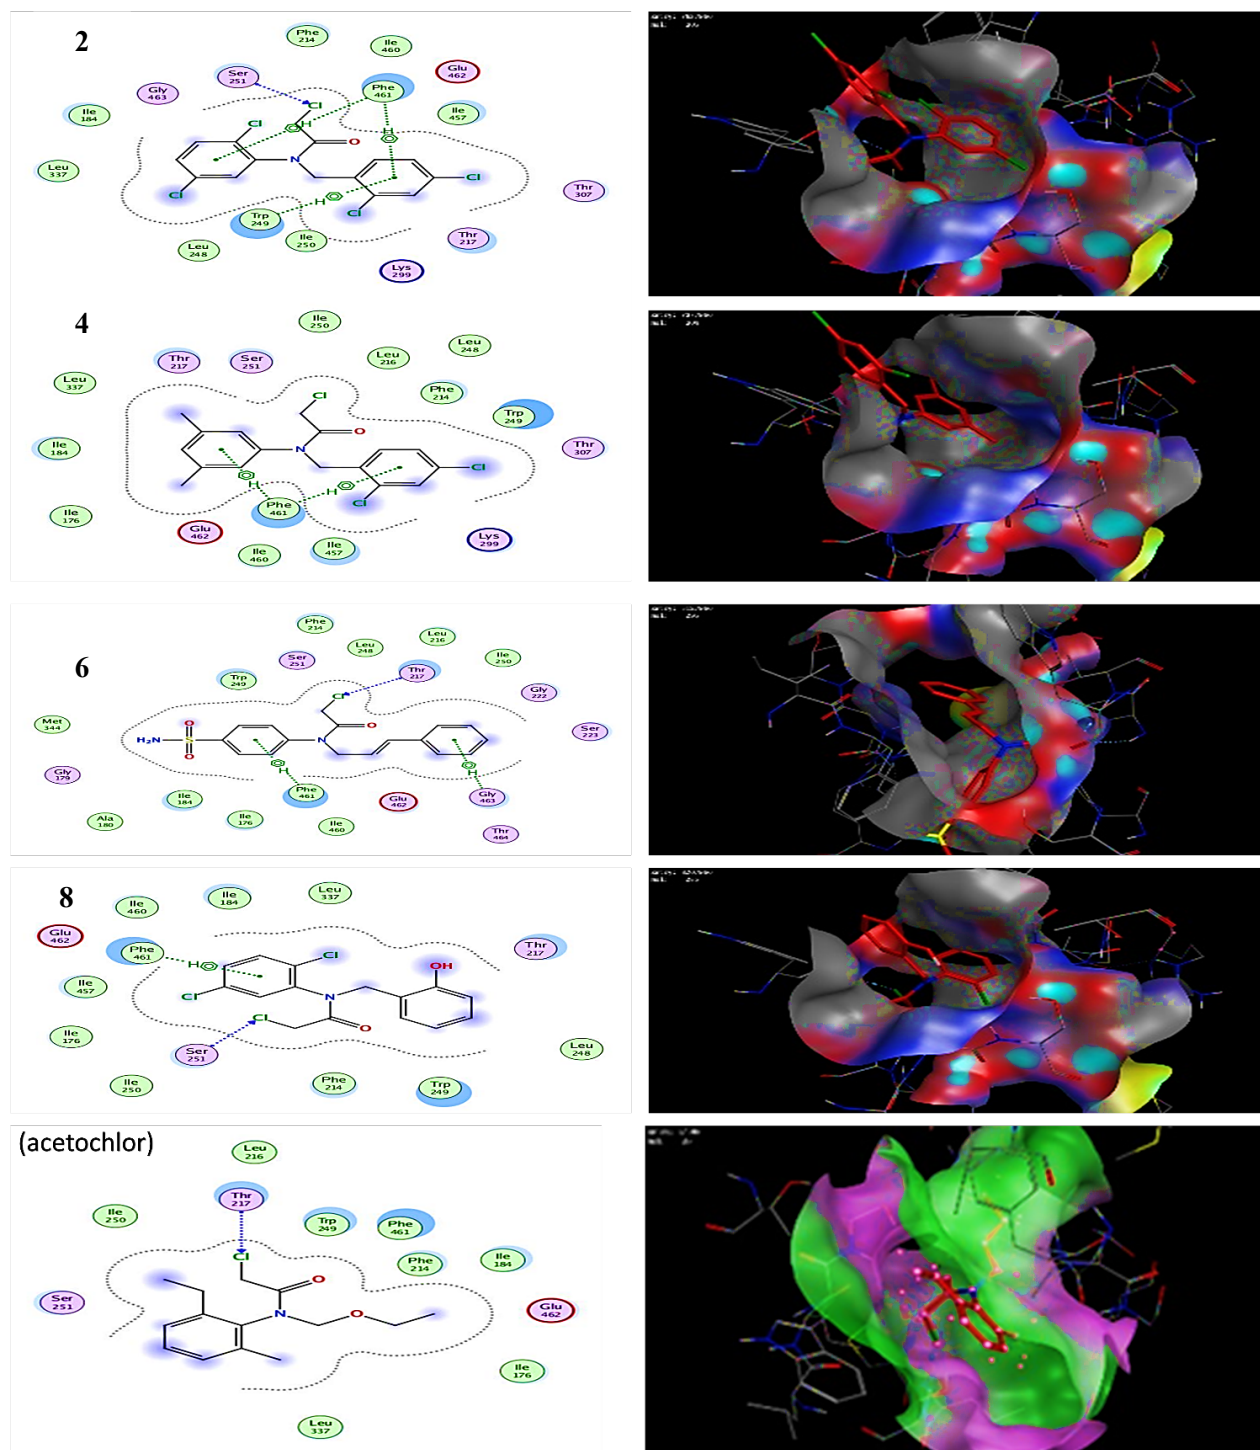 2
Phe
214
Ile
460
Glu
462
Ser
251
Gly
463
Phe
461
Ile
184
Cl
Cl
H
Ile
457
H
O
N
Leu
337
Cl
Cl
Thr
307
H
Cl
Trp
249
Ile
250
Thr
217
Leu
248
Lys
299
4
Ile
250
Leu
248
Thr
217
Ser
251
Leu
216
Leu
337
Phe
214
Cl
Trp
249
O
Ile
184
N
Thr
307
Cl
H
H
Cl
Phe
461
Ile
176
Glu
462
Lys
299
Ile
460
Ile
457
6
Phe
214
Leu
216
Ser
251
Leu
248
Ile
250
Thr
217
Trp
249
Gly
222
Cl
Met
344
O
O
Ser
223
H₂N
S
N
O
H
H
Gly
179
Phe
461
Glu
462
Gly
463
Ile
184
Ala
180
Ile
176
Ile
460
Thr
464
8
Ile
460
Ile
184
Leu
337
Glu
462
Phe
461
Thr
217
H
Cl
OH
Ile
457
Cl
N
Cl
O
Ile
176
Ser
251
Leu
248
Ile
250
Phe
214
Trp
249
(acetochlor)
Leu
216
Thr
217
Ile
250
Trp
249
Phe
461
Cl
Phe
214
Ile
184
O
Ser
251
N
O
Glu
462
Ile
176
Leu
337